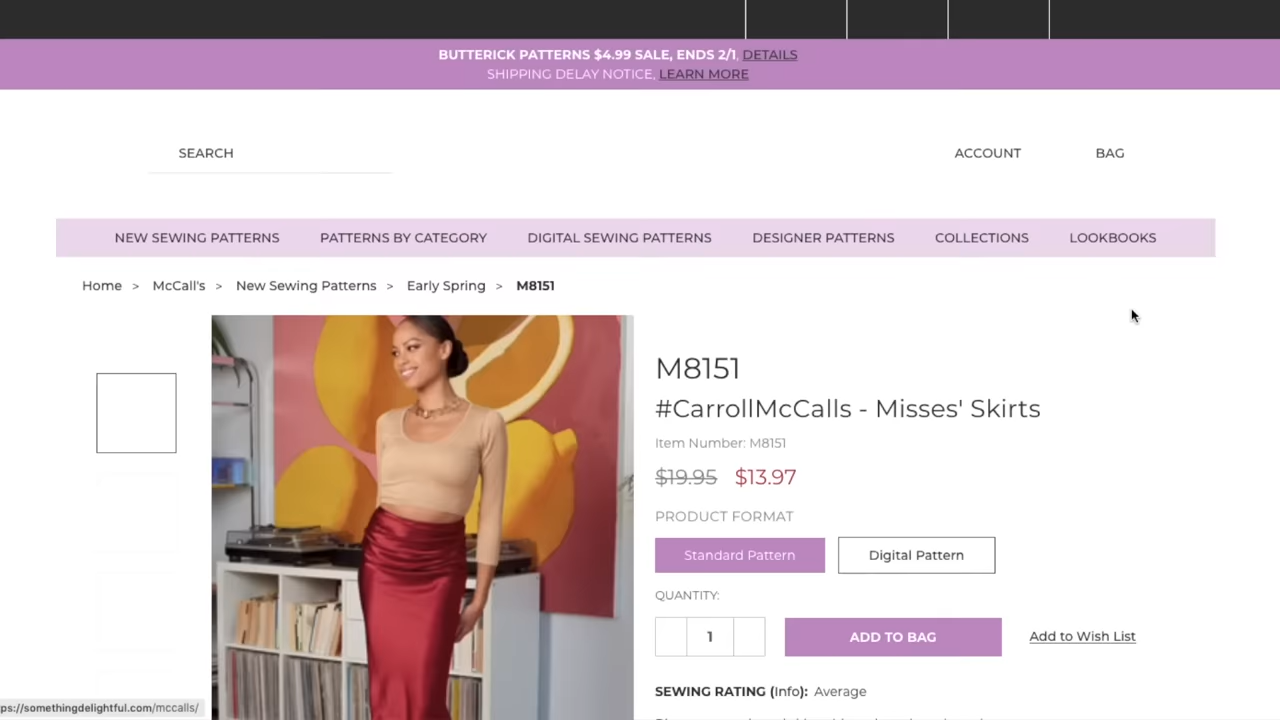 BUTTERICK PATTERNS $4.99 SALE, ENDS 2/1, DETAILS
SHIPPING DELAY NOTICE, LEARN MORE
SEARCH
ACCOUNT
BAG
NEW SEWING PATTERNS
PATTERNS BY CATEGORY
DIGITAL SEWING PATTERNS
DESIGNER PATTERNS
COLLECTIONS
LOOKBOOKS
Home > McCall's > New Sewing Patterns > Early Spring > M8151
M8151
#CarrollMcCalls - Misses' Skirts
Item Number: M8151
$19.95 $13.97
PRODUCT FORMAT
Standard Pattern
Digital Pattern
QUANTITY:
1
ADD TO BAG
Add to Wish List
SEWING RATING (Info): Average
ps://somethingdelightful.com/mccalls/